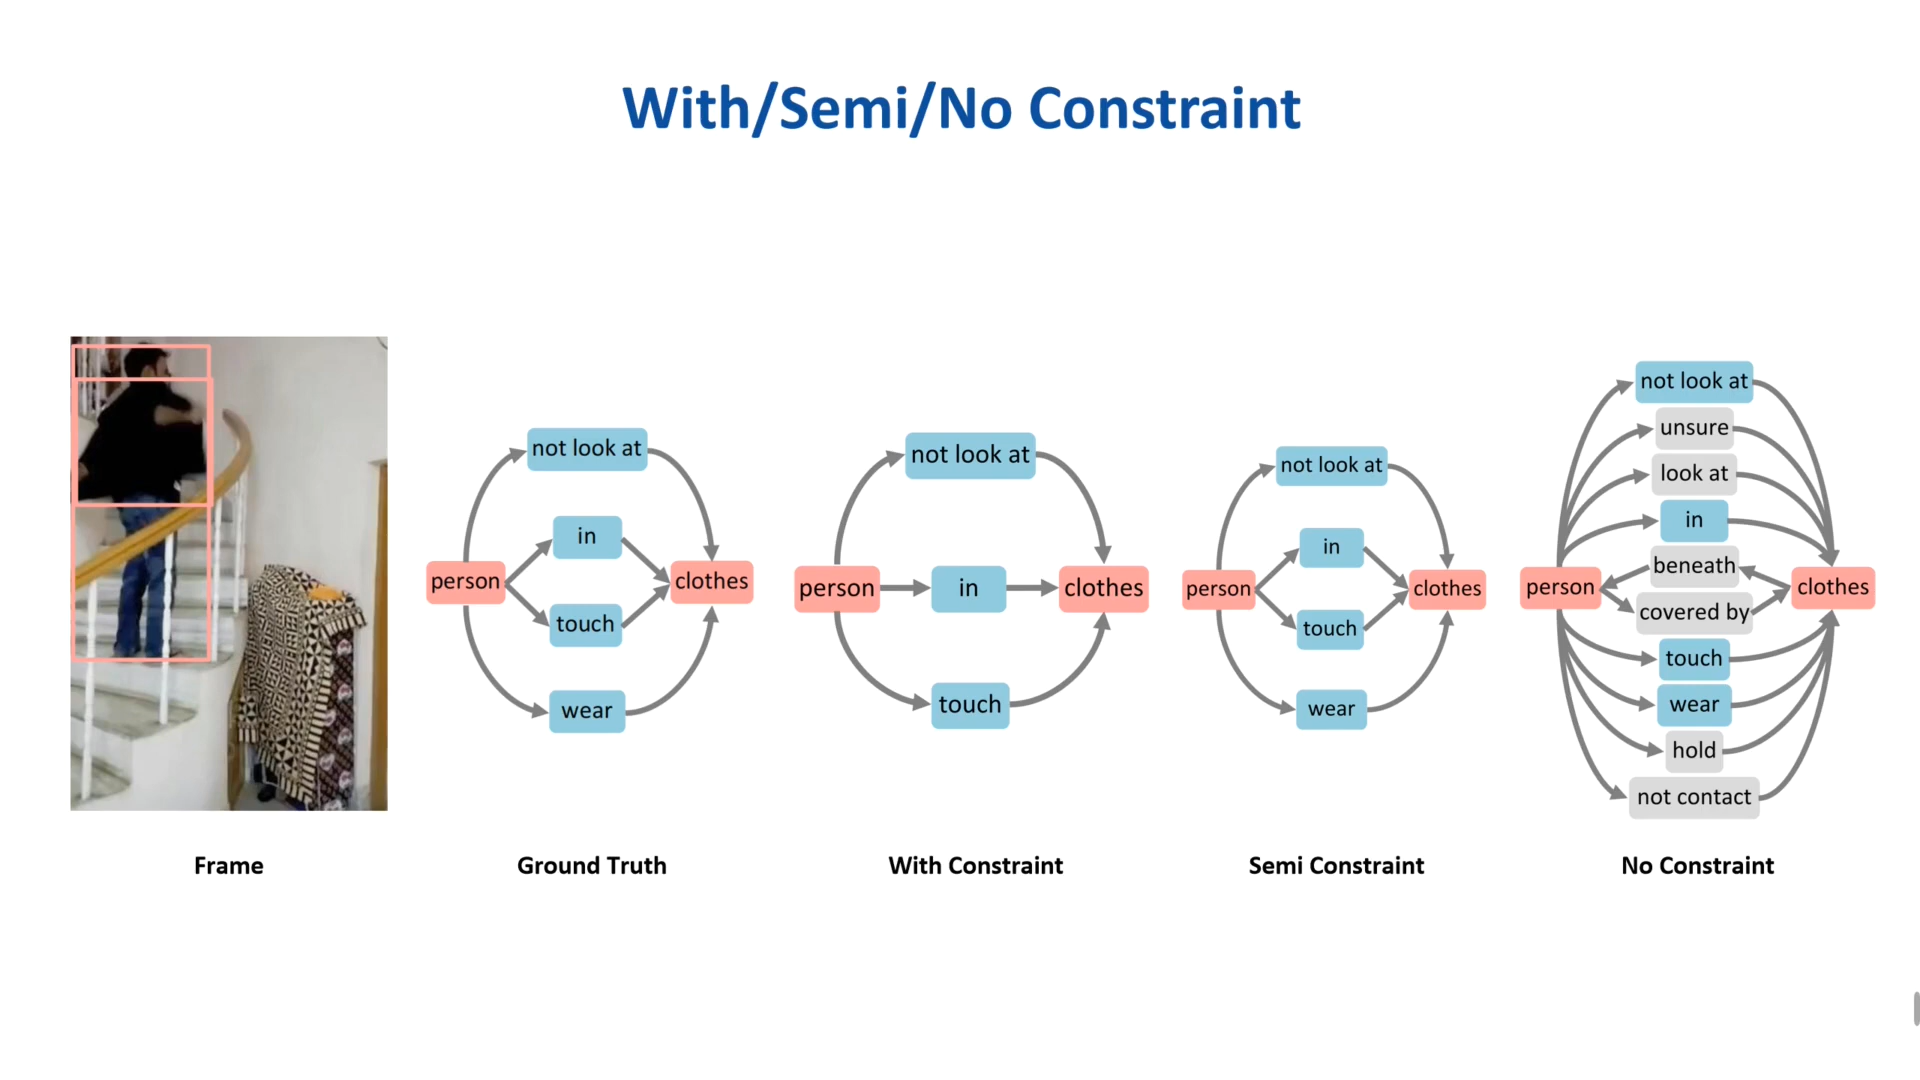 With/Semi/No Constraint
not look at
in
person
clothes
touch
wear
not look at
person
in
clothes
touch
not look at
in
person
clothes
touch
wear
not look at
unsure
look at
in
beneath
person
clothes
covered by
touch
wear
hold
not contact
Frame
Ground Truth
With Constraint
Semi Constraint
No Constraint